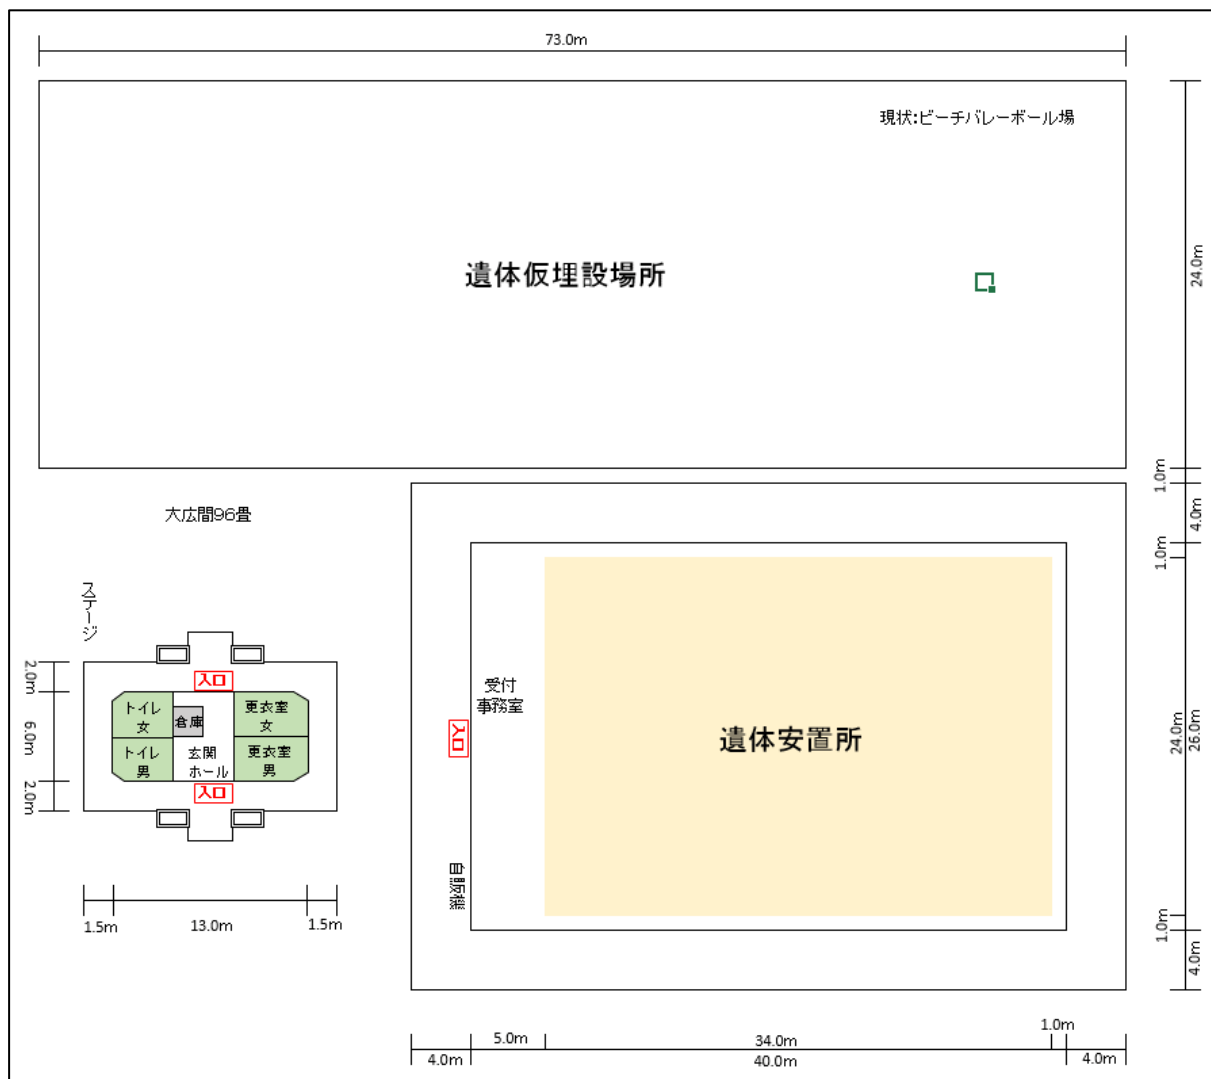 73.0m
現状:ビーチバレーボール場
遺体仮埋設場所
24.0m
1.0m
4.0m
1.0m
大広間96畳
ステージ
2.0m
6.0m
2.0m
入口
トイレ
女
倉庫
更衣室
女
トイレ
男
玄関
ホール
更衣室
男
入口
1.5m
13.0m
1.5m
受付
事務室
入口
自販機
遺体安置所
24.0m
26.0m
1.0m
4.0m
5.0m
34.0m
1.0m
4.0m
40.0m
4.0m